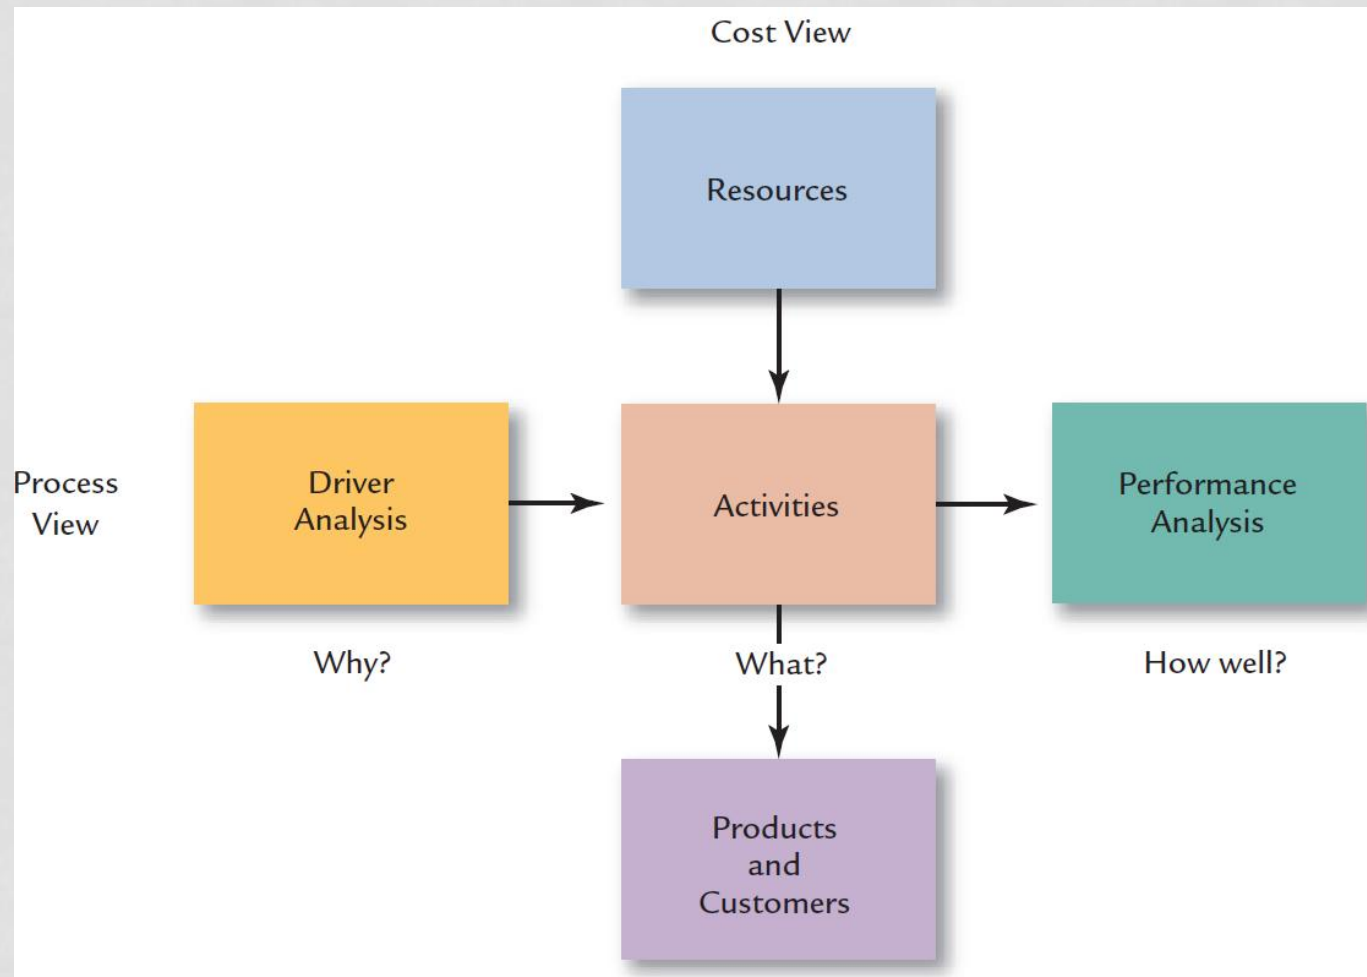 Cost View
Resources
Process
View
Driver
Analysis
Activities
Performance
Analysis
Why?
What?
How well?
Products
and
Customers